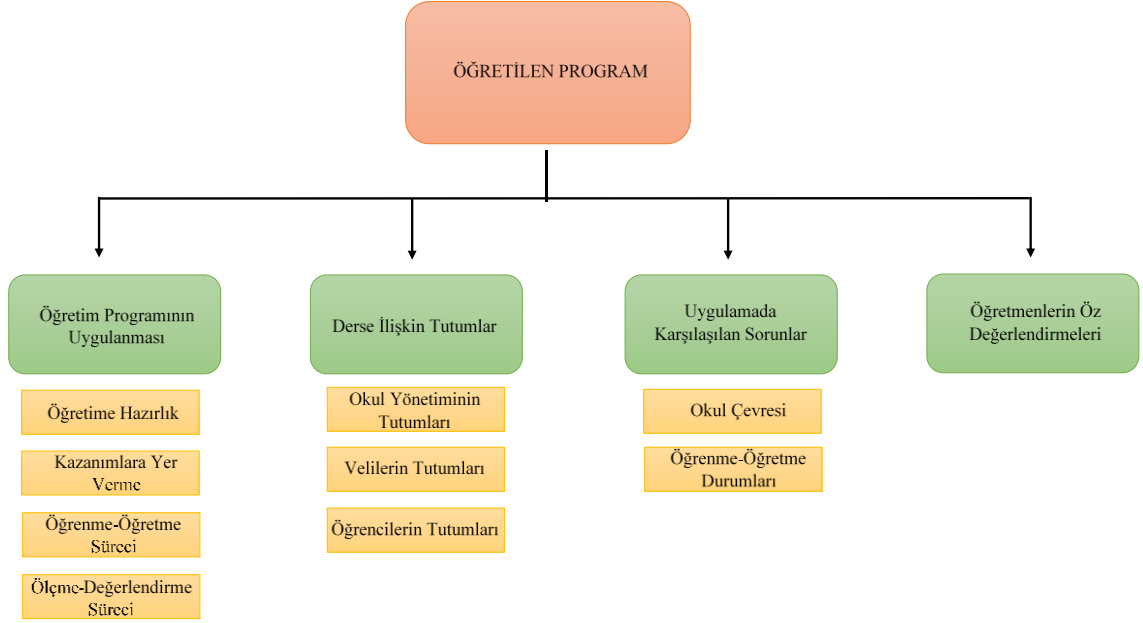 ÖĞRETİLEN PROGRAM
Öğretim Programının
Uygulanması
Öğretime Hazırlık
Kazanımlara Yer
Verme
Öğrenme-Öğretme
Süreci
Ölçme-Değerlendirme
Süreci
Derse İlişkin Tutumlar
Okul Yönetiminin
Tutumları
Velilerin Tutumları
Öğrencilerin Tutumları
Uygulamada
Karşılaşılan Sorunlar
Okul Çevresi
Öğrenme-Öğretme
Durumları
Öğretmenlerin Öz
Değerlendirmeleri